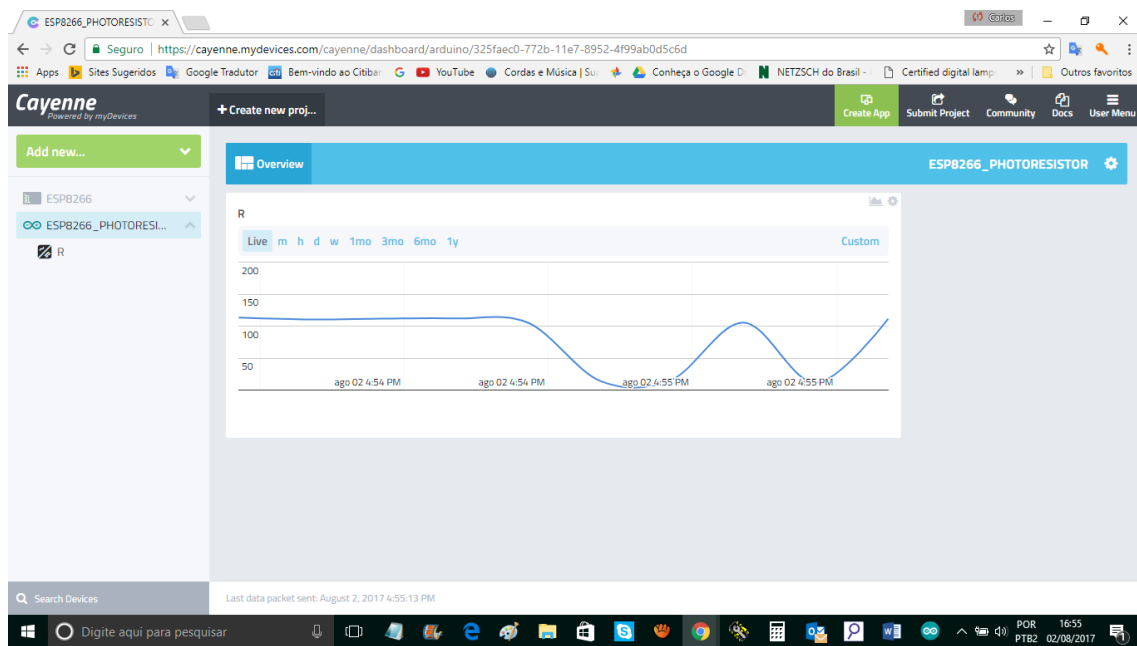 ESP8266_PHOTORESISTO
Carlos
Seguro | https://cayenne.mydevices.com/cayenne/dashboard/arduino/325faec0-772b-11e7-8952-4f99ab0d5c6d
Apps Sites Sugeridos Google Tradutor citi Bem-vindo ao Citibar G YouTube Cordas e Música | Su Conheça o Google D N NETZSCH do Brasil - Certified digital lamp » Outros favoritos
Cayenne
Powered by myDevices
+ Create new proj...
Create App Submit Project Community Docs User Menu
Add new...
Overview
ESP8266_PHOTORESISTOR
ESP8266
ESP8266_PHOTORESI...
R
R
Live m h d w 1mo 3mo 6mo 1y Custom
200
150
100
50
ago 02 4:54 PM ago 02 4:54 PM ago 02 4:55 PM ago 02 4:55 PM
Search Devices
Last data packet sent: August 2, 2017 4:55:13 PM
Digite aqui para pesquisar
POR 16:55
PTB2 02/08/2017